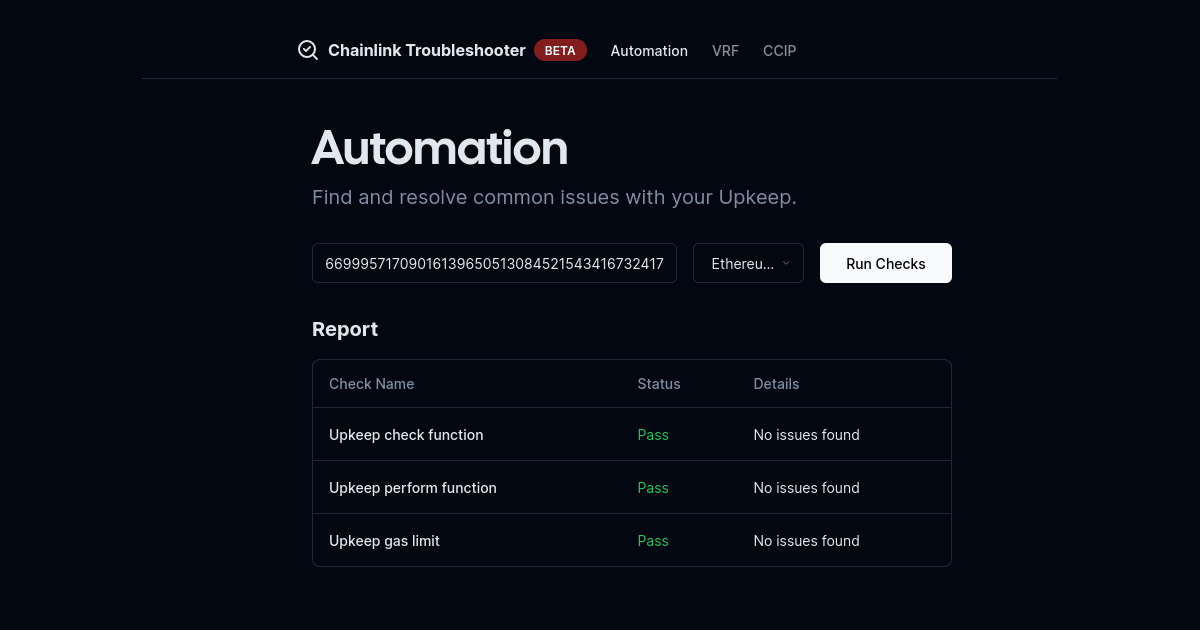 Chainlink Troubleshooter BETA Automation VRF CCIP
Automation
Find and resolve common issues with your Upkeep.
66999571709016139650513084521543416732417 Ethereu... Run Checks
Report
Check Name Status Details
Upkeep check function Pass No issues found
Upkeep perform function Pass No issues found
Upkeep gas limit Pass No issues found